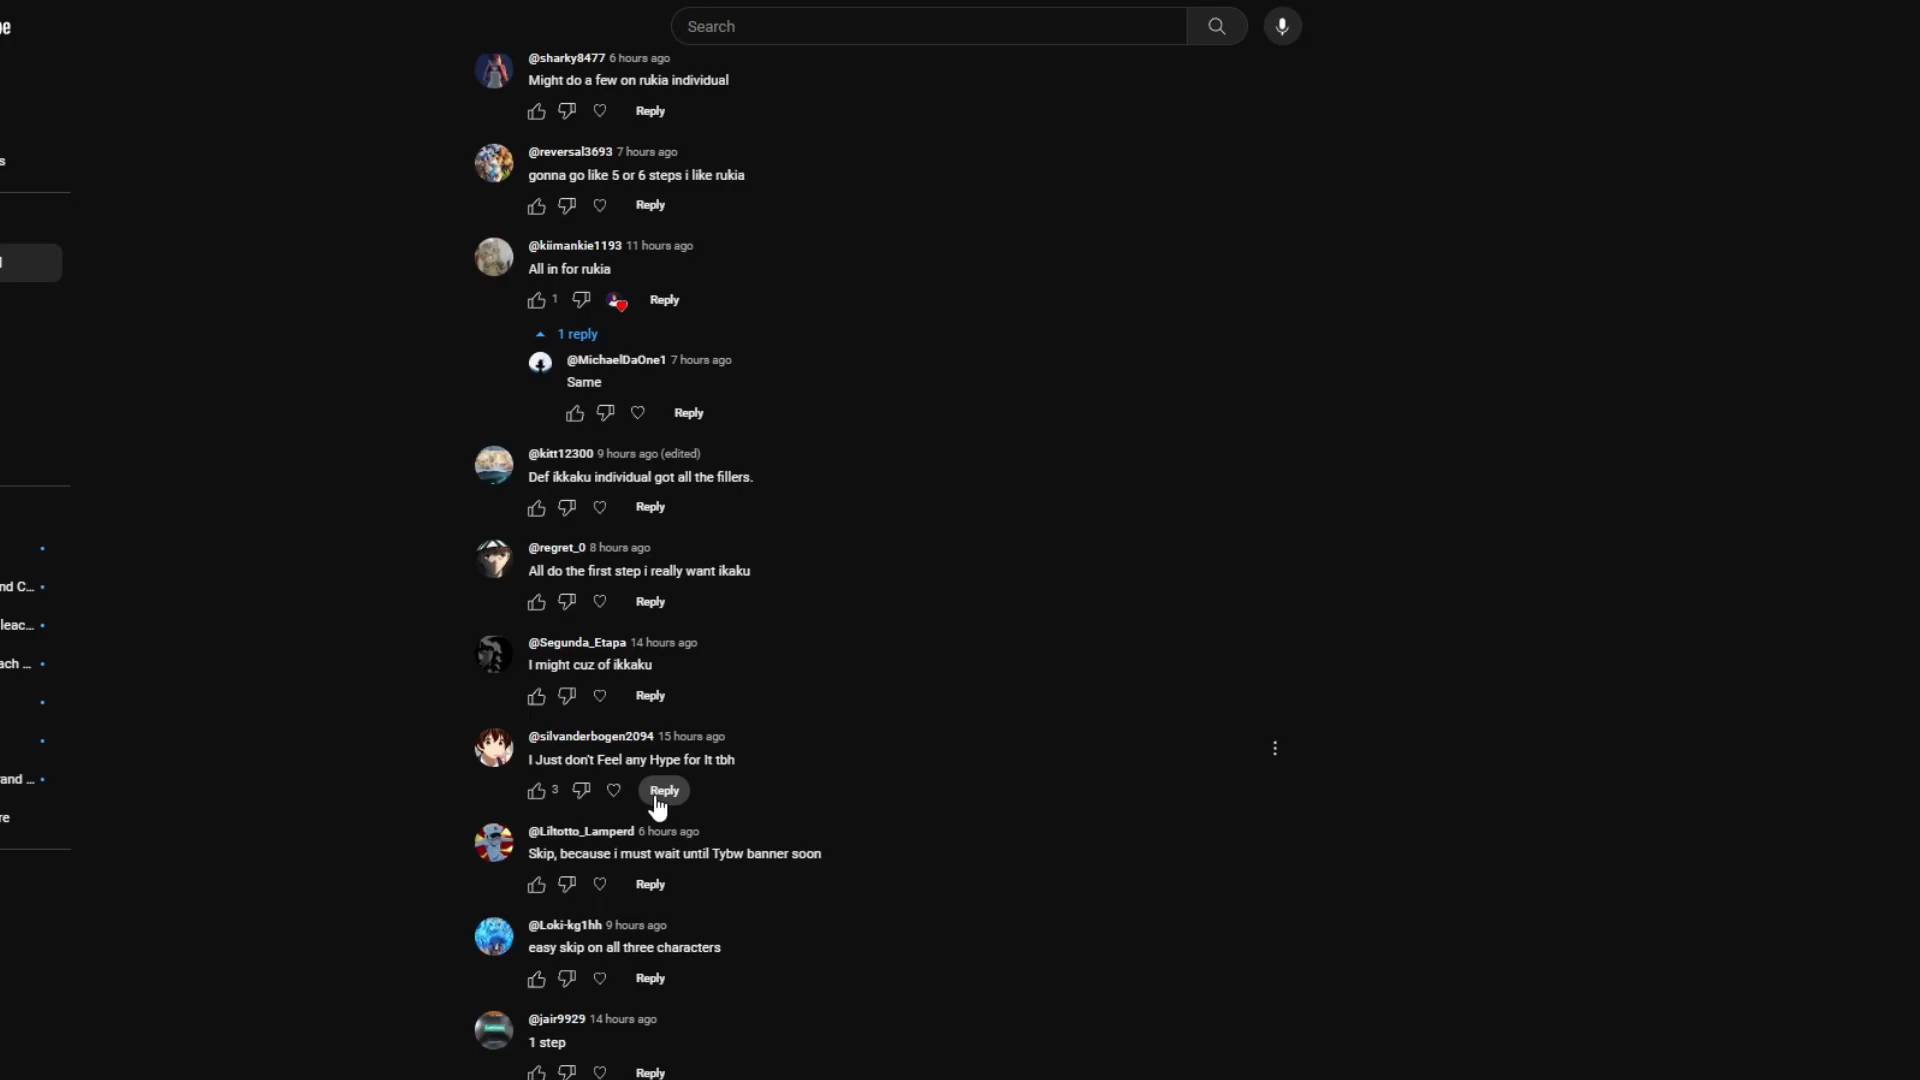 Search
@sharky8477 6 hours ago
Might do a few on rukia individual
Reply
@reversal3693 7 hours ago
s
gonna go like 5 or 6 steps i like rukia
Reply
@kiimankie1193 11 hours ago
All in for rukia
1
Reply
1 reply
@MichaelDaOne1 7 hours ago
Same
Reply
@kitt12300 9 hours ago (edited)
Def ikkaku individual got all the fillers.
Reply
@regret_0 8 hours ago
All do the first step i really want ikaku
nd C...
Reply
leac...
@Segunda_Etapa 14 hours ago
I might cuz of ikkaku
ach ...
Reply
@silvanderbogen2094 15 hours ago
I Just don't Feel any Hype for It tbh
and ...
3
Reply
re
@Liltotto_Lamperd 6 hours ago
Skip, because i must wait until Tybw banner soon
Reply
@Loki-kg1hh 9 hours ago
easy skip on all three characters
Reply
@jair9929 14 hours ago
1 step
Reply